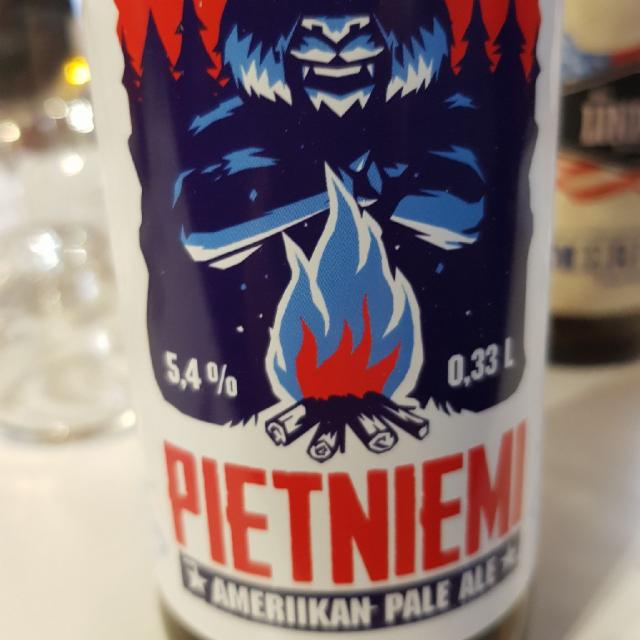 5,4 % 0,33 L
PIETNIEMI
★ AMERIIKAN PALE ALE ★